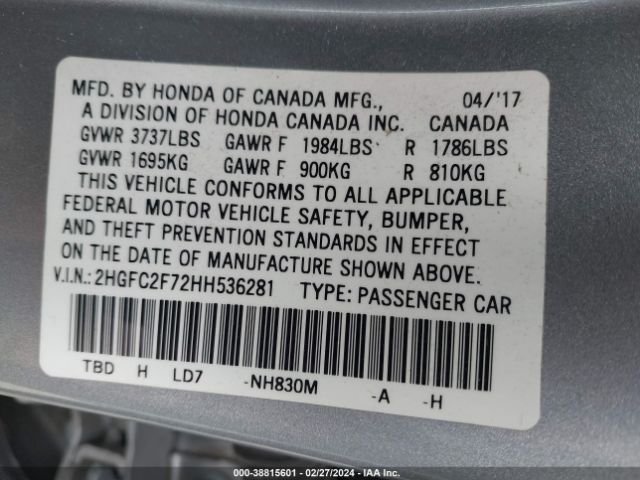 MFD. BY HONDA OF CANADA MFG., 04/'17
A DIVISION OF HONDA CANADA INC. CANADA
GVWR 3737LBS GAWR F 1984LBS R 1786LBS
GVWR 1695KG GAWR F 900KG R 810KG
THIS VEHICLE CONFORMS TO ALL APPLICABLE
FEDERAL MOTOR VEHICLE SAFETY, BUMPER,
AND THEFT PREVENTION STANDARDS IN EFFECT
ON THE DATE OF MANUFACTURE SHOWN ABOVE.
V.I.N.: 2HGFC2F72HH536281 TYPE: PASSENGER CAR
TBD H LD7 -NH830M -A -H
000-38815601 - 02/27/2024 - IAA Inc.